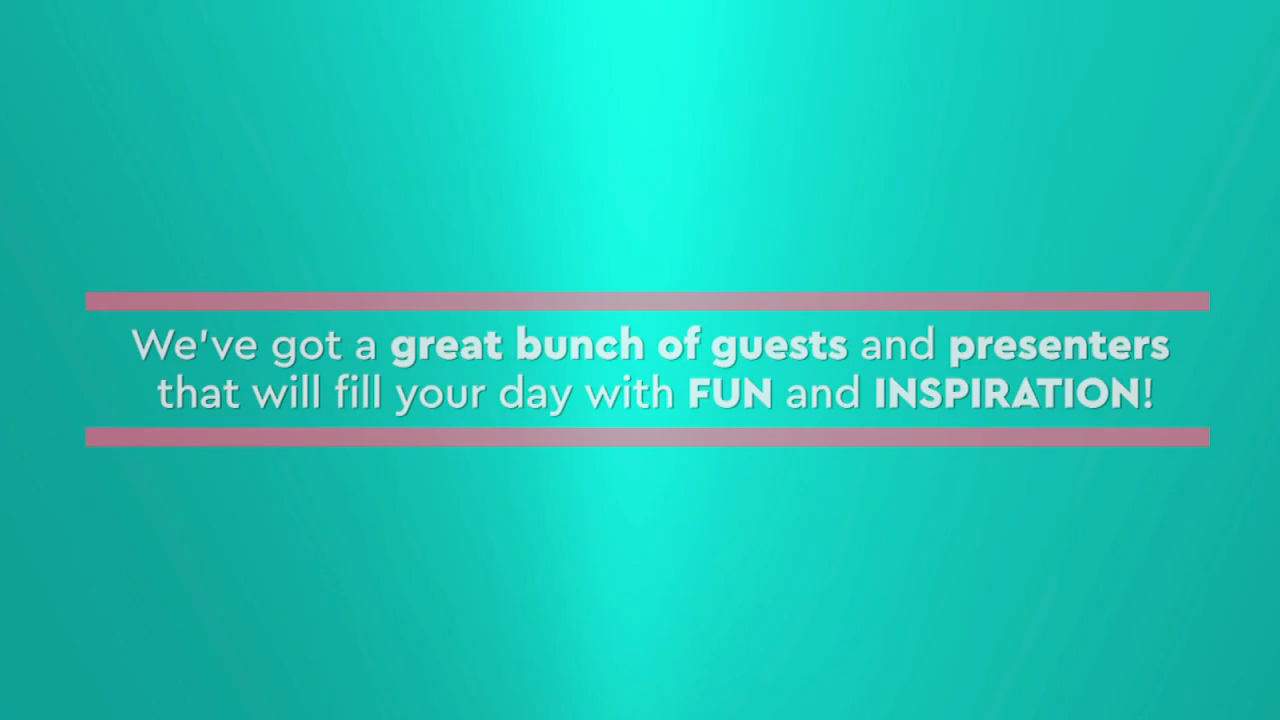 We've got a great bunch of guests and presenters
that will fill your day with FUN and INSPIRATION!